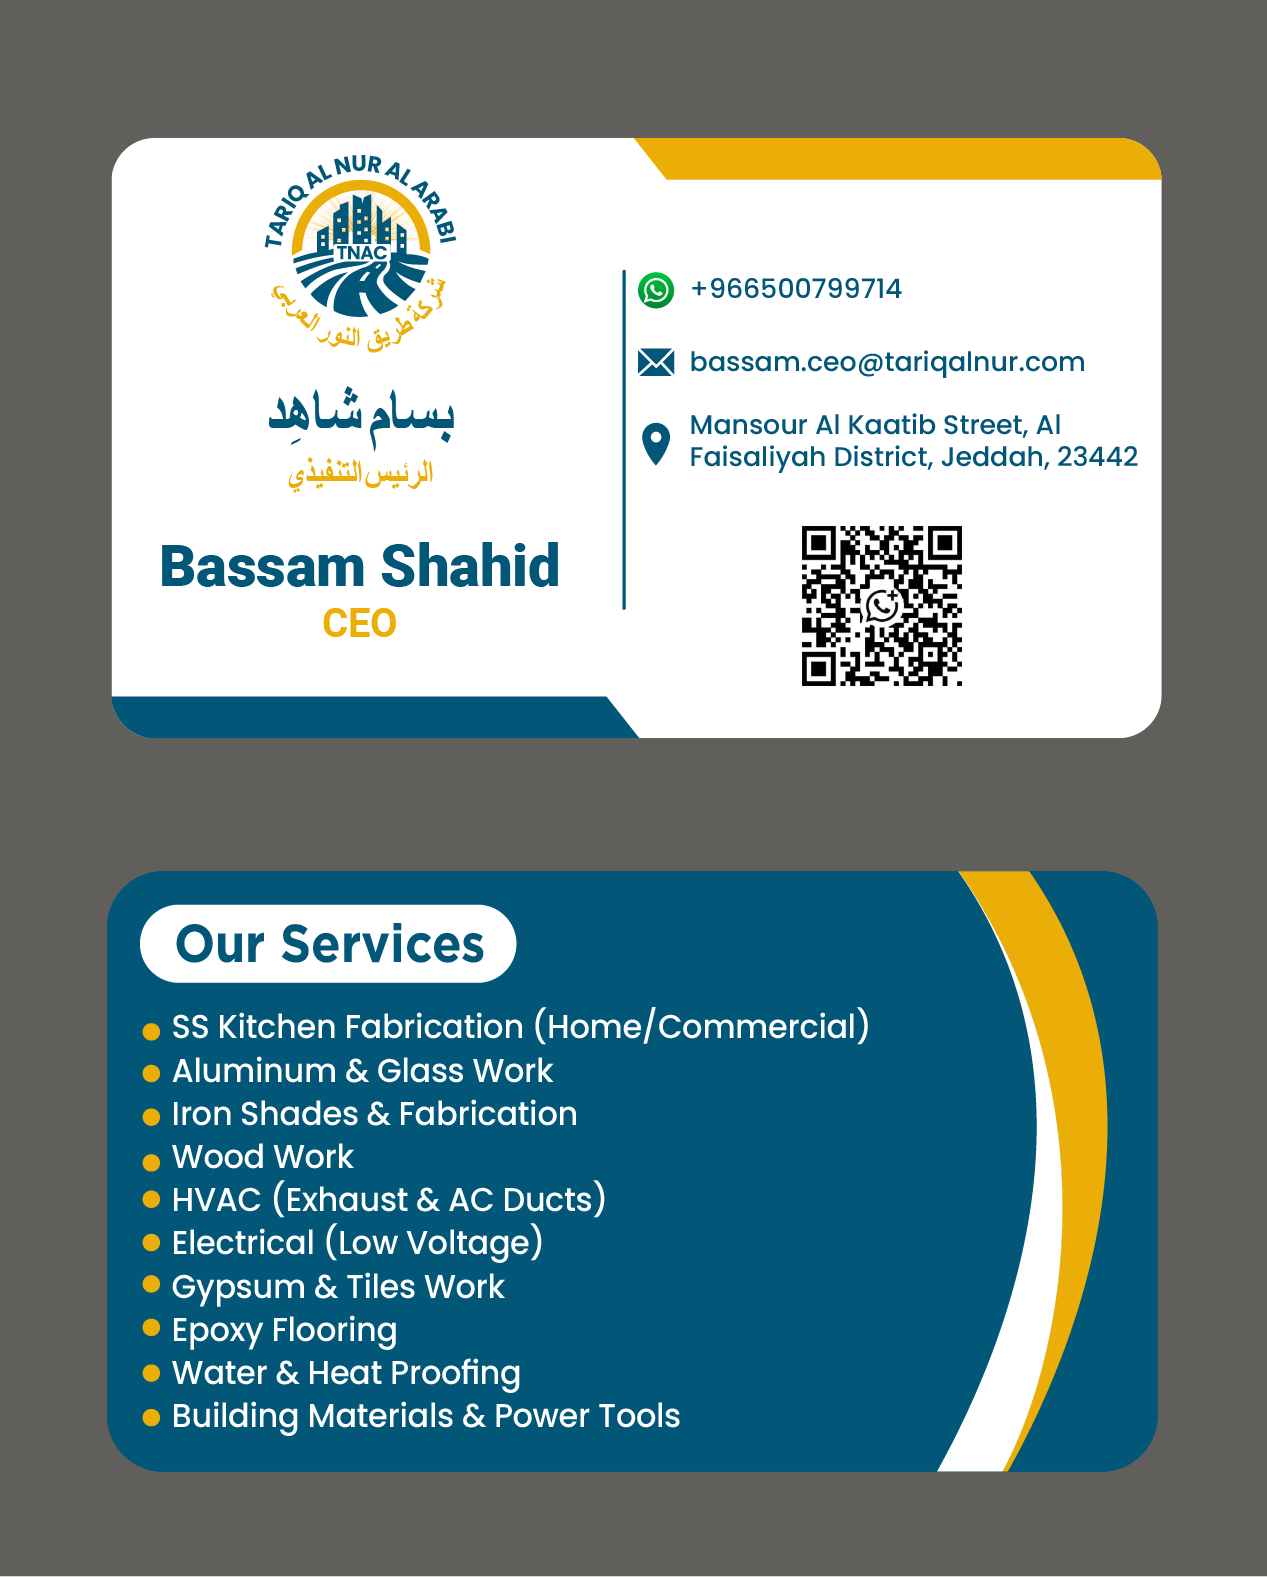 TARIQ AL NUR AL ARABI
TNAC
شركة طريق النور العربي
بسام شاهِد
الرئيس التنفيذي
Bassam Shahid
CEO
+966500799714
bassam.ceo@tariqalnur.com
Mansour Al Kaatib Street, Al
Faisaliyah District, Jeddah, 23442
Our Services
SS Kitchen Fabrication (Home/Commercial)
Aluminum & Glass Work
Iron Shades & Fabrication
Wood Work
HVAC (Exhaust & AC Ducts)
Electrical (Low Voltage)
Gypsum & Tiles Work
Epoxy Flooring
Water & Heat Proofing
Building Materials & Power Tools